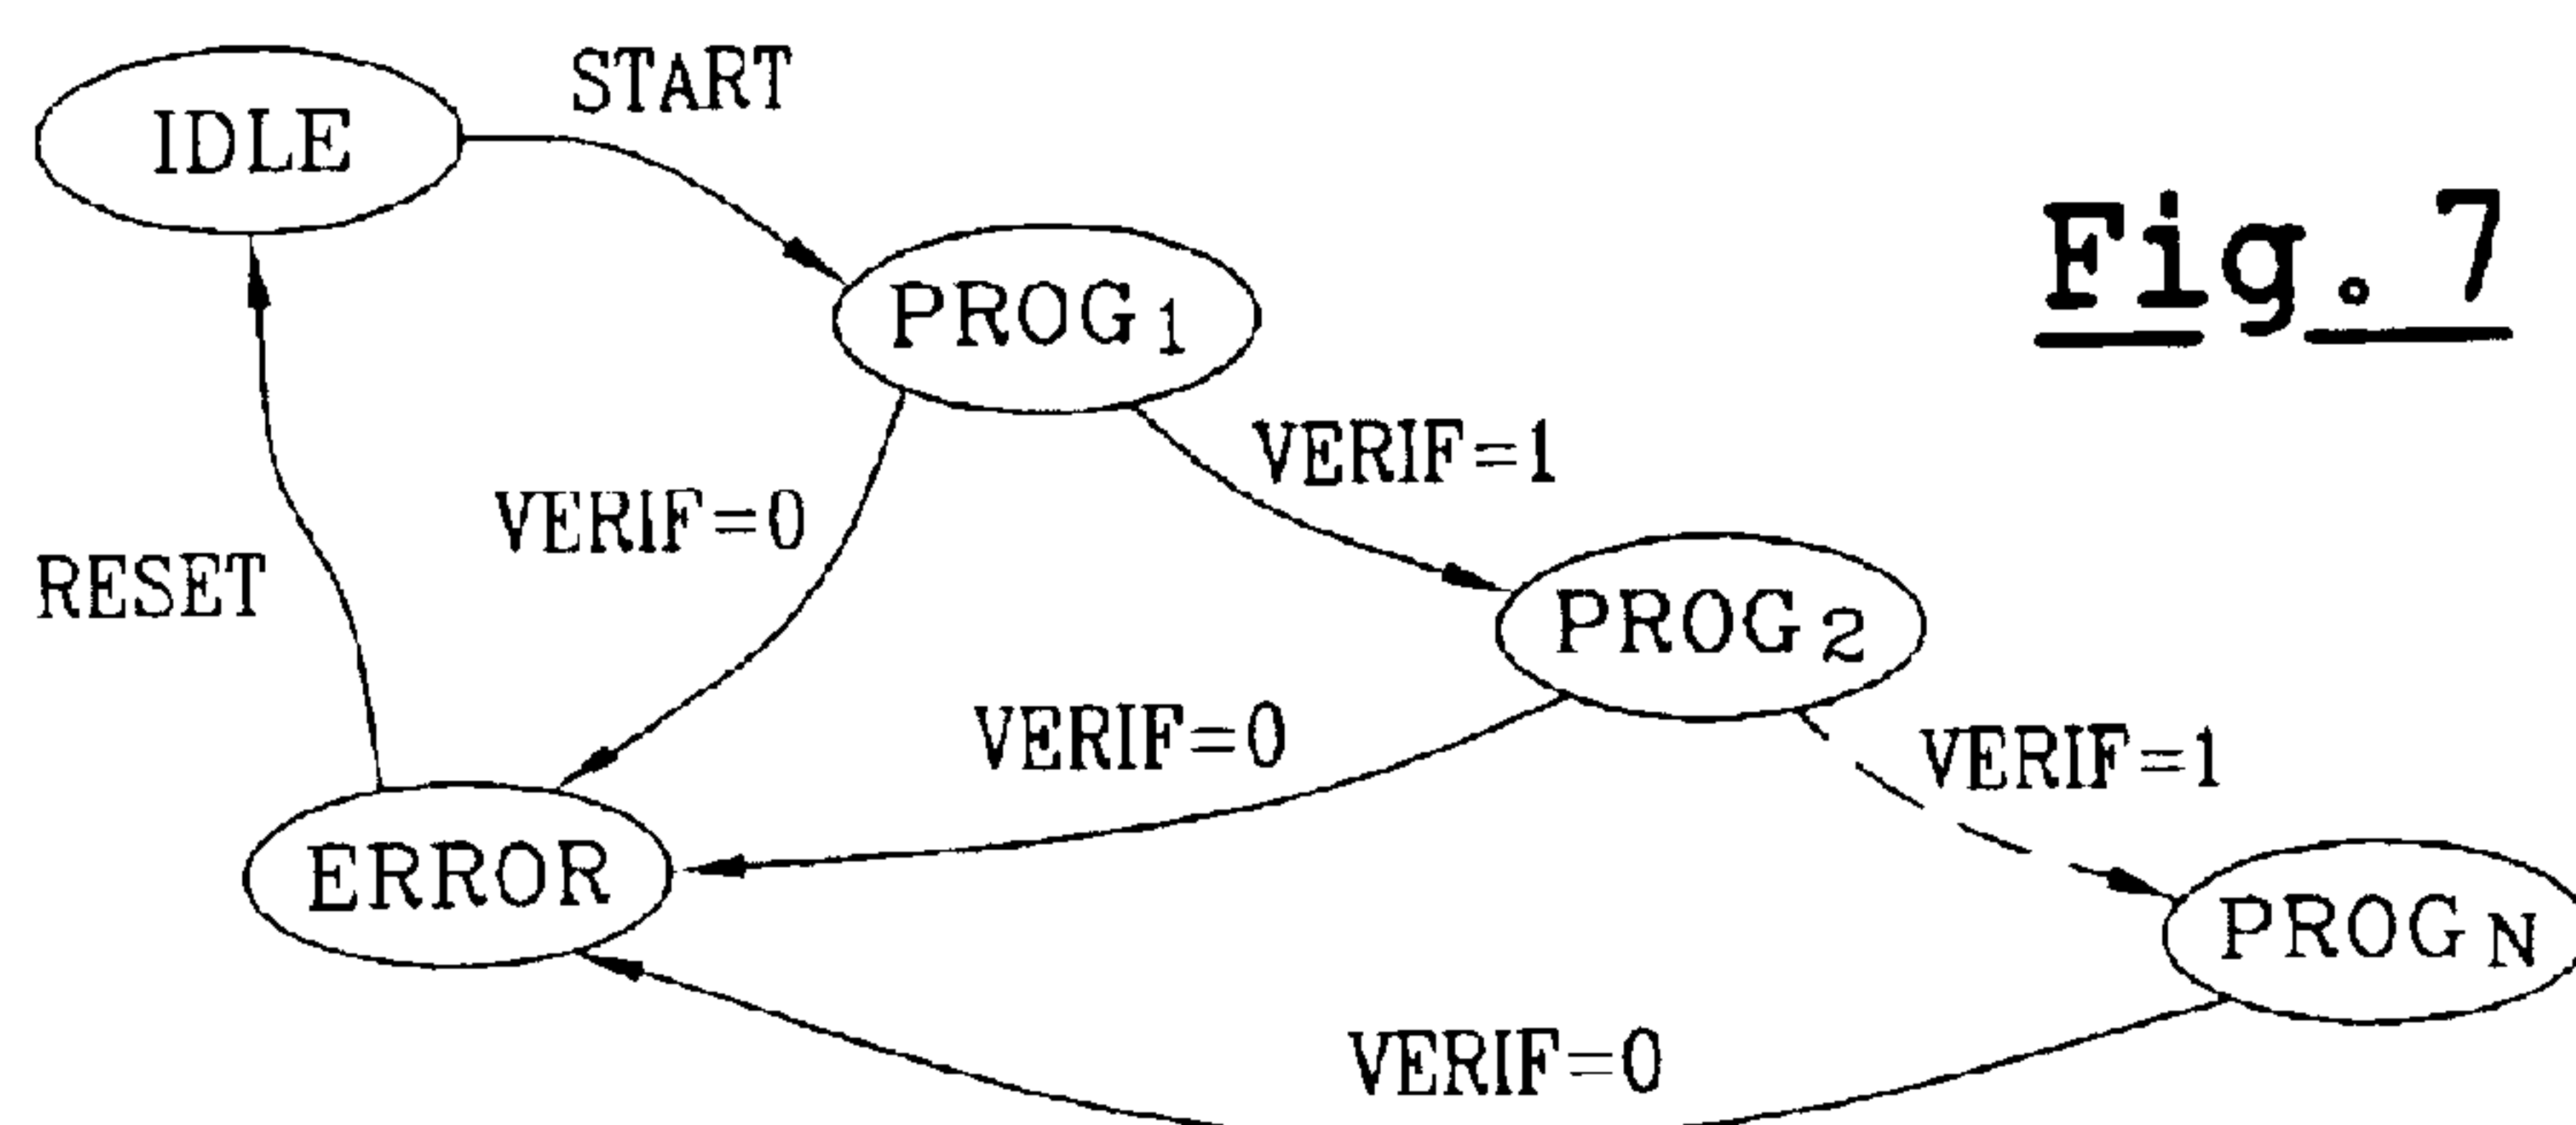 START
IDLE
Fig. 7
PROG1
VERIF=1
VERIF=0
RESET
PROG2
VERIF=0
VERIF=1
ERROR
PROGN
VERIF=0